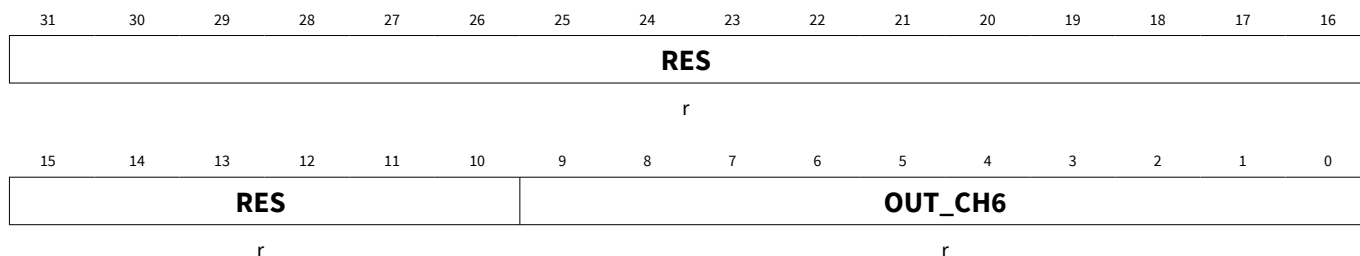 31 30 29 28 27 26 25 24 23 22 21 20 19 18 17 16
RES
r
15 14 13 12 11 10 9 8 7 6 5 4 3 2 1 0
RES OUT_CH6
r r